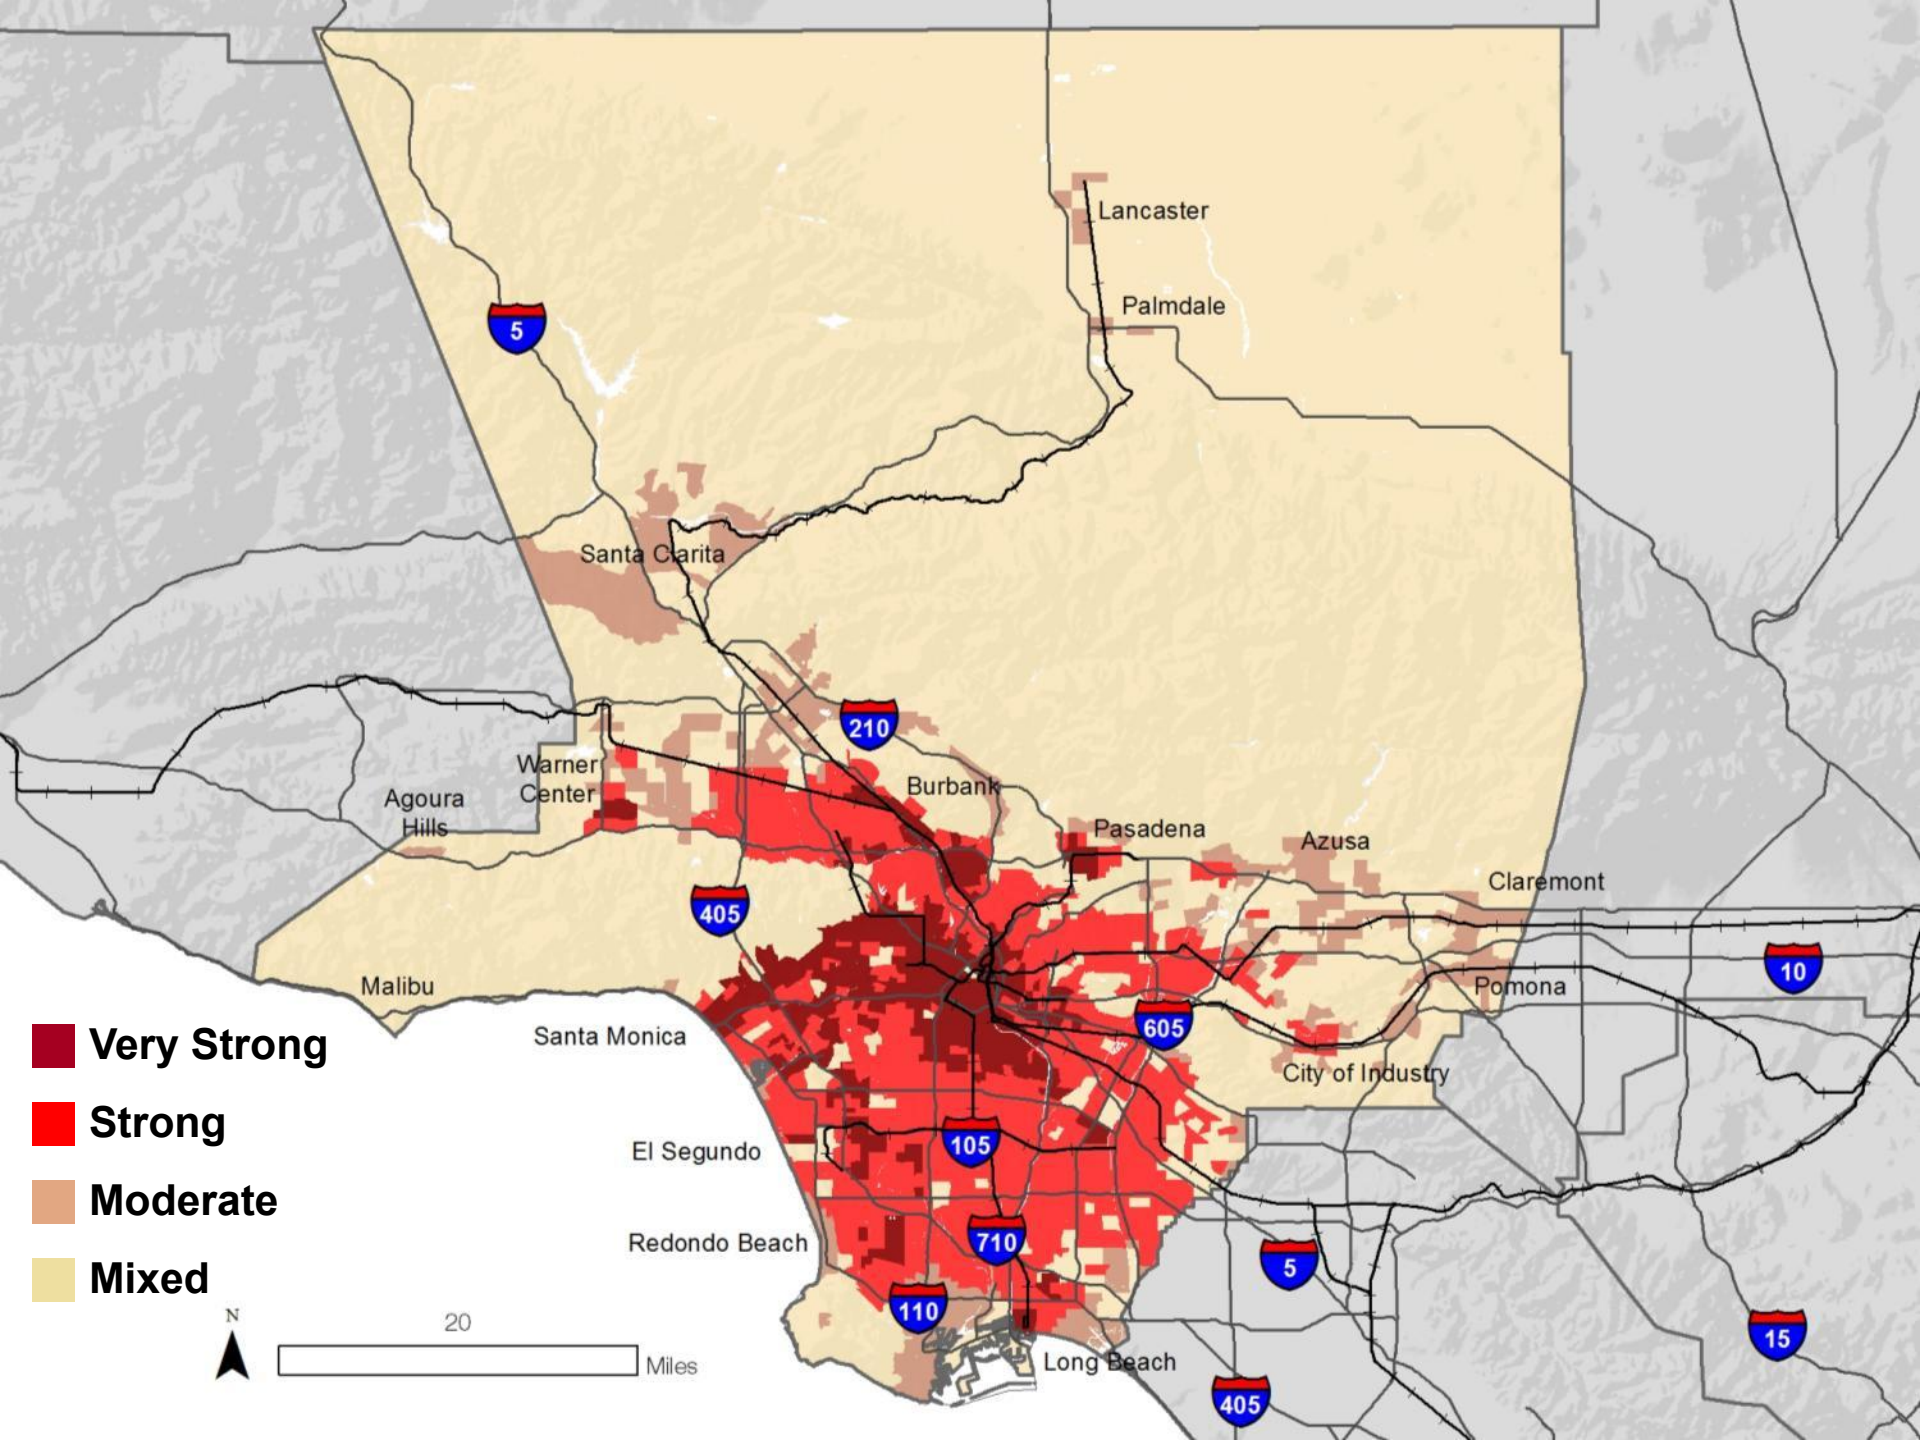 Lancaster
Palmdale
5
Santa Clarita
210
Warner
Center
Burbank
Agoura
Hills
Pasadena
Azusa
Claremont
405
10
Malibu
Pomona
Santa Monica
605
Very Strong
City of Industry
Strong
105
El Segundo
Moderate
Redondo Beach
710
5
Mixed
110
N
20
Miles
15
Long Beach
405